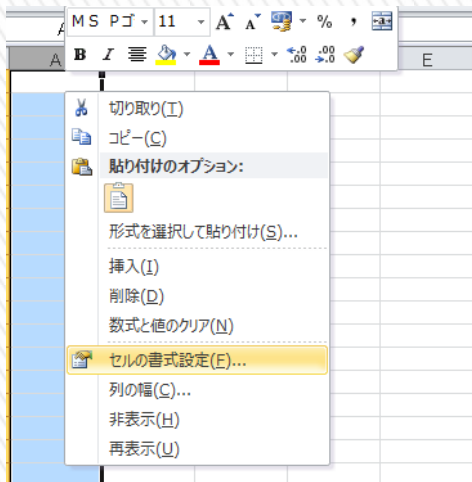 MS Pゴ 11 A A % ,
B I A .00 .00
A E
切り取り(T)
コピー(C)
貼り付けのオプション:
形式を選択して貼り付け(S)...
挿入(I)
削除(D)
数式と値のクリア(N)
セルの書式設定(F)...
列の幅(C)...
非表示(H)
再表示(U)